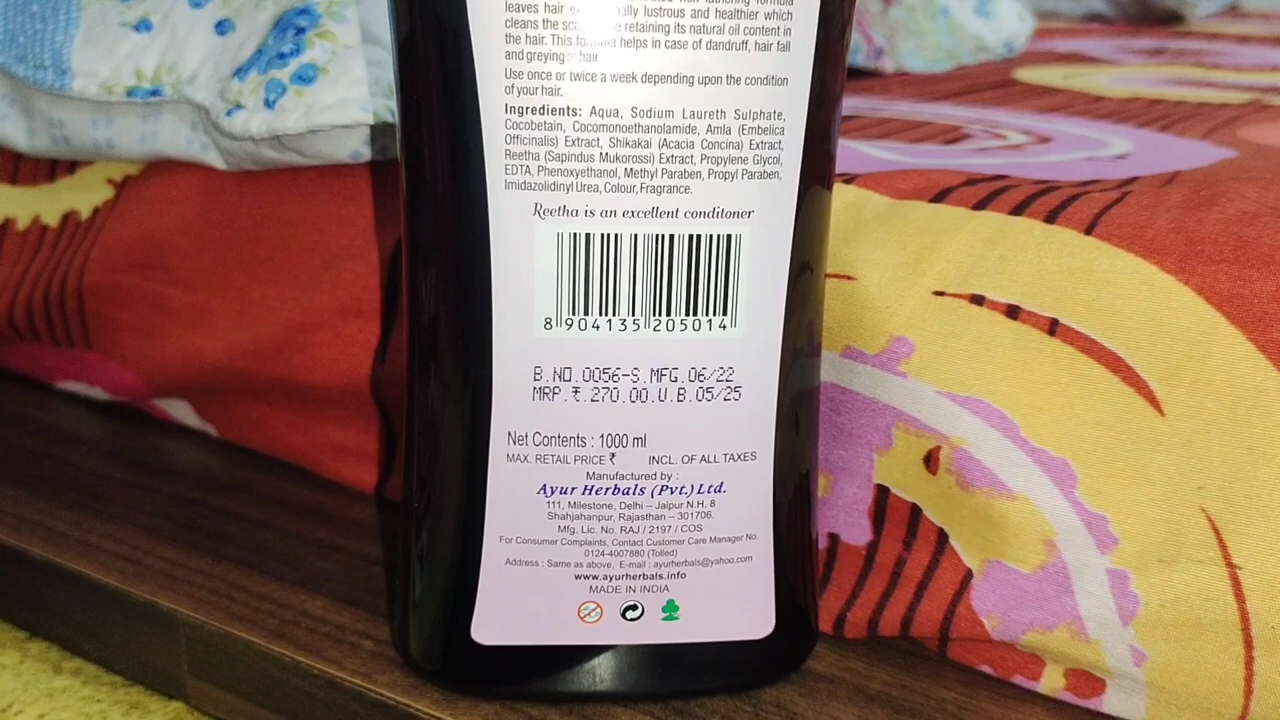 leaves hair lustrous and healthier which
cleans the retaining its natural oil content in
the hair. This formula helps in case of dandruff, hair fall
and greying hair.
Use once or twice a week depending upon the condition
of your hair.
Ingredients: Aqua, Sodium Laureth Sulphate,
Cocobetain, Cocomonoethanolamide, Amla (Embelica
Officinalis) Extract, Shikakai (Acacia Concina) Extract,
Reetha (Sapindus Mukorossi) Extract, Propylene Glycol,
EDTA, Phenoxyethanol, Methyl Paraben, Propyl Paraben,
Imidazolidinyl Urea, Colour, Fragrance.
Reetha is an excellent conditoner
8 904135 205014
B.NO.0056-S.MFG.06/22
MRP.₹.270.00.U.B.05/25
Net Contents : 1000 ml
MAX. RETAIL PRICE ₹ INCL. OF ALL TAXES
Manufactured by :
Ayur Herbals (Pvt.) Ltd.
111, Milestone, Delhi – Jaipur N.H. 8
Shahjahanpur, Rajasthan – 301706.
Mfg. Lic. No. RAJ / 2197 / COS
For Consumer Complaints, Contact Customer Care Manager No.
0124-4007880 (Tolled)
Address : Same as above, E-mail : ayurherbals@yahoo.com
www.ayurherbals.info
MADE IN INDIA